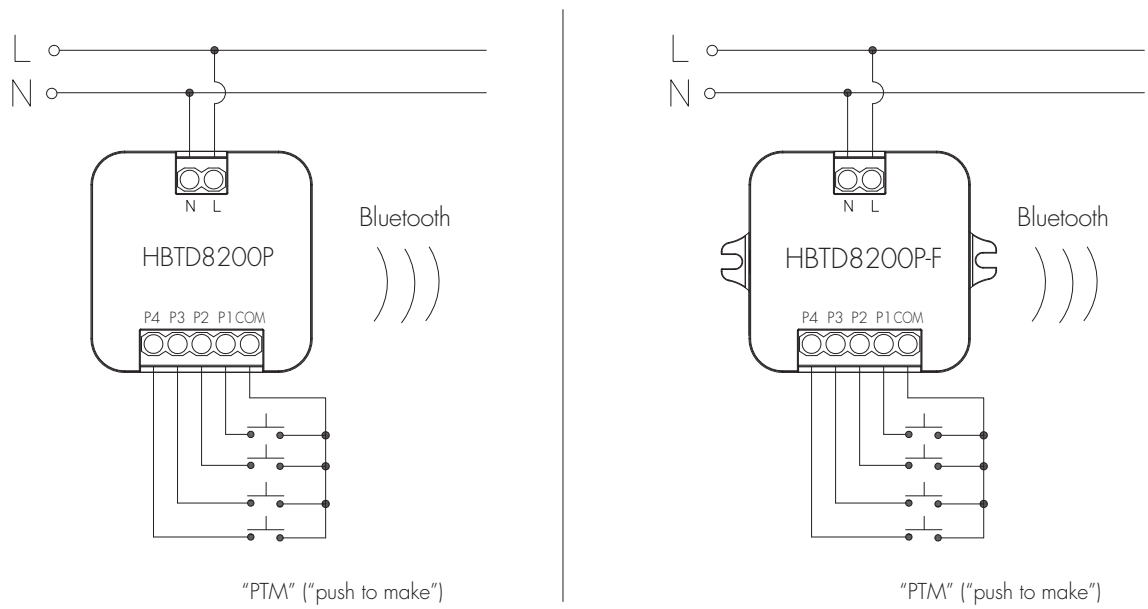 L
N
N L
Bluetooth
HBTD8200P
P4 P3 P2 P1 COM
"PTM" ("push to make")
L
N
N L
Bluetooth
HBTD8200P-F
P4 P3 P2 P1 COM
"PTM" ("push to make")